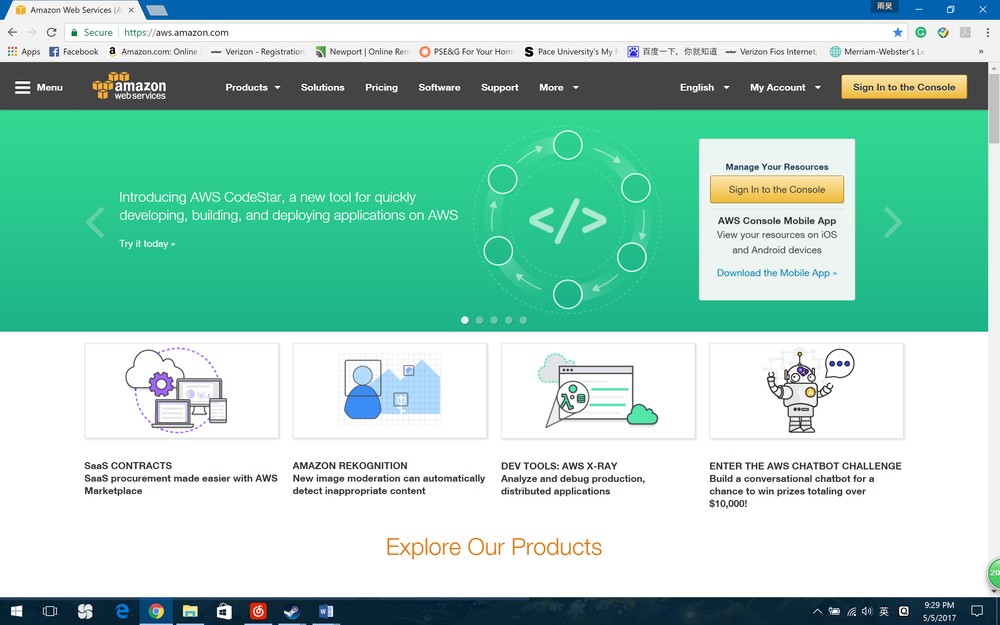 Amazon Web Services (A
雨昊
Secure
https://aws.amazon.com
Apps
Facebook
Amazon.com: Online S
Verizon - Registration,
Newport | Online Rent
PSE&G For Your Home
Pace University's My P
百度一下，你就知道
Verizon Fios Internet,
Merriam-Webster's Le
»
Menu
amazon
web services
Products
Solutions
Pricing
Software
Support
More
English
My Account
Sign In to the Console
Introducing AWS CodeStar, a new tool for quickly
developing, building, and deploying applications on AWS
Try it today »
</>
Manage Your Resources
Sign In to the Console
AWS Console Mobile App
View your resources on iOS
and Android devices
Download the Mobile App »
SaaS CONTRACTS
SaaS procurement made easier with AWS
Marketplace
AMAZON REKOGNITION
New image moderation can automatically
detect inappropriate content
DEV TOOLS: AWS X-RAY
Analyze and debug production,
distributed applications
ENTER THE AWS CHATBOT CHALLENGE
Build a conversational chatbot for a
chance to win prizes totaling over
$10,000!
Explore Our Products
20
英
9:29 PM
5/5/2017